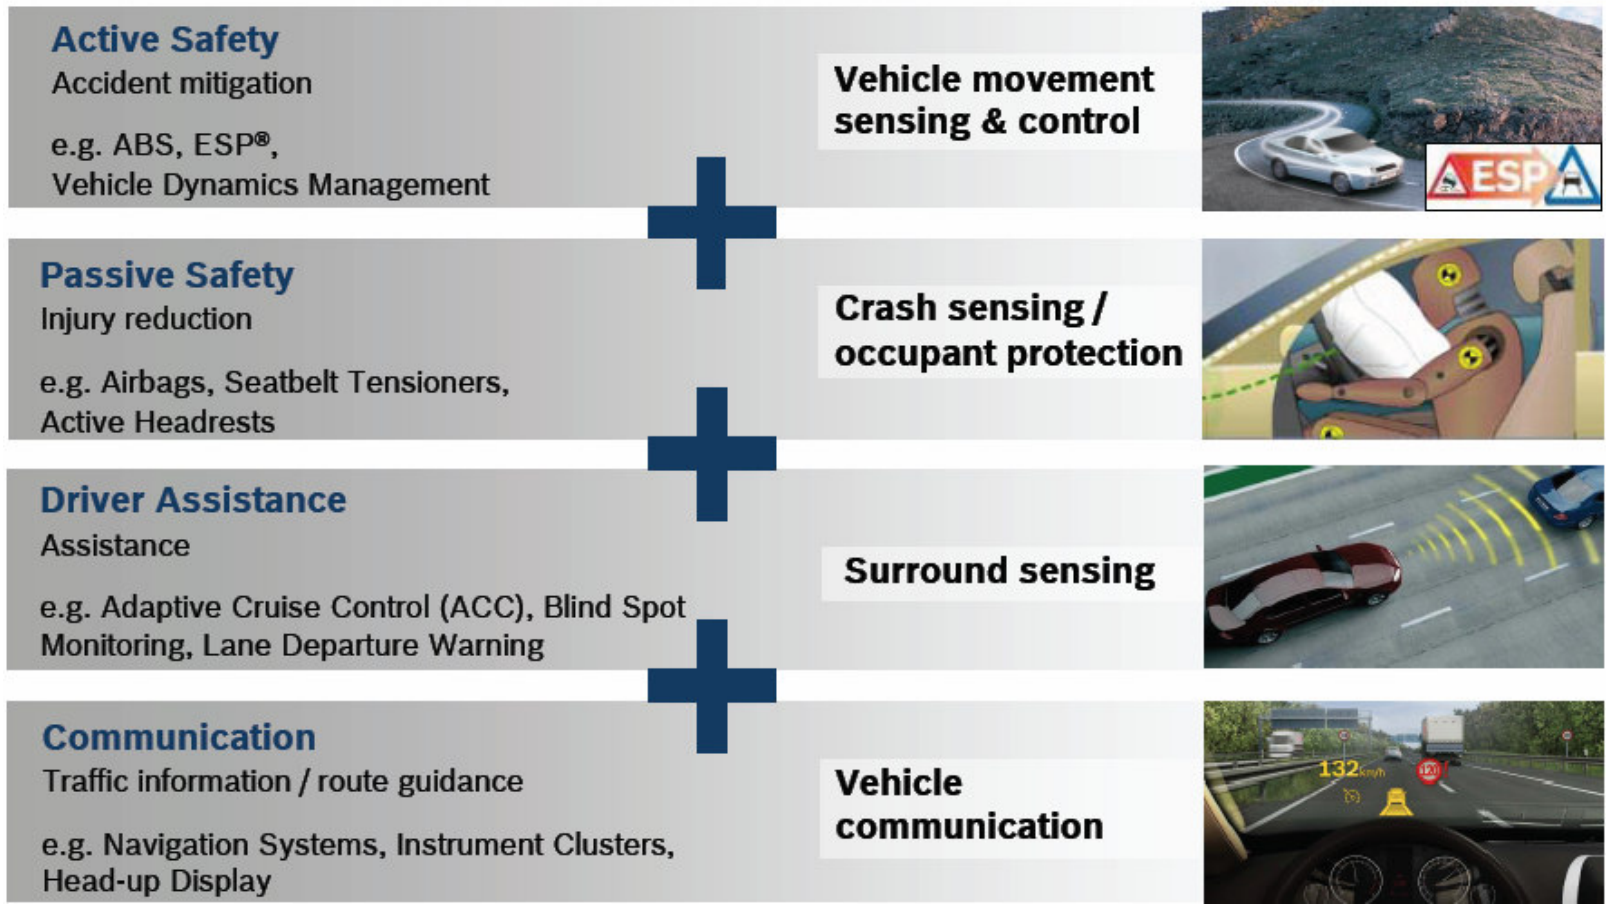 Active Safety
Accident mitigation
e.g. ABS, ESP®,
Vehicle Dynamics Management
Vehicle movement
sensing & control
ESP
Passive Safety
Injury reduction
e.g. Airbags, Seatbelt Tensioners,
Active Headrests
Crash sensing /
occupant protection
Driver Assistance
Assistance
e.g. Adaptive Cruise Control (ACC), Blind Spot
Monitoring, Lane Departure Warning
Surround sensing
Communication
Traffic information / route guidance
e.g. Navigation Systems, Instrument Clusters,
Head-up Display
Vehicle
communication
132 km/h
120